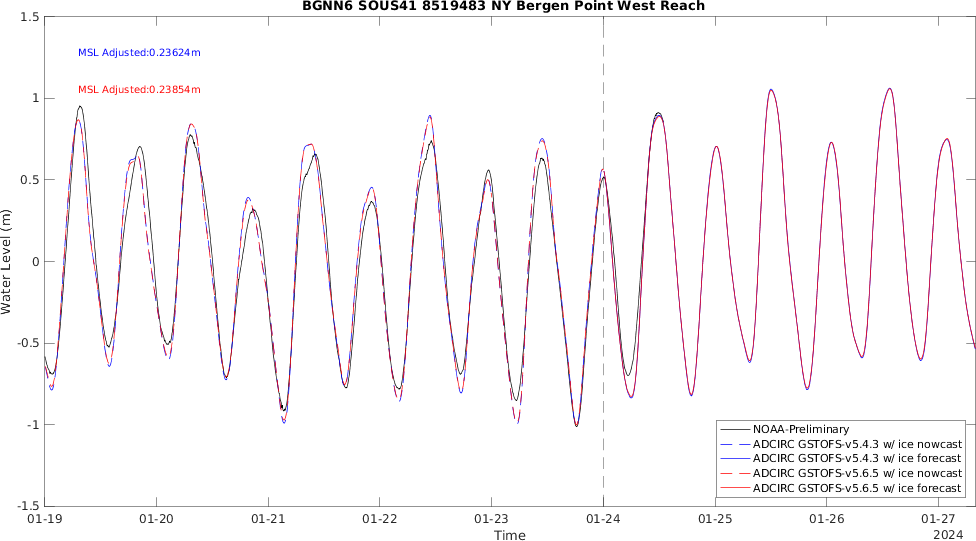 BGNN6 SOUS41 8519483 NY Bergen Point West Reach
1.5
MSL Adjusted:0.23624m
MSL Adjusted:0.23854m
1
0.5
0
-0.5
-1
-1.5
Water Level (m)
NOAA-Preliminary
ADCIRC GSTOFS-v5.4.3 w/ ice nowcast
ADCIRC GSTOFS-v5.4.3 w/ ice forecast
ADCIRC GSTOFS-v5.6.5 w/ ice nowcast
ADCIRC GSTOFS-v5.6.5 w/ ice forecast
01-19 01-20 01-21 01-22 01-23 01-24 01-25 01-26 01-27
Time
2024